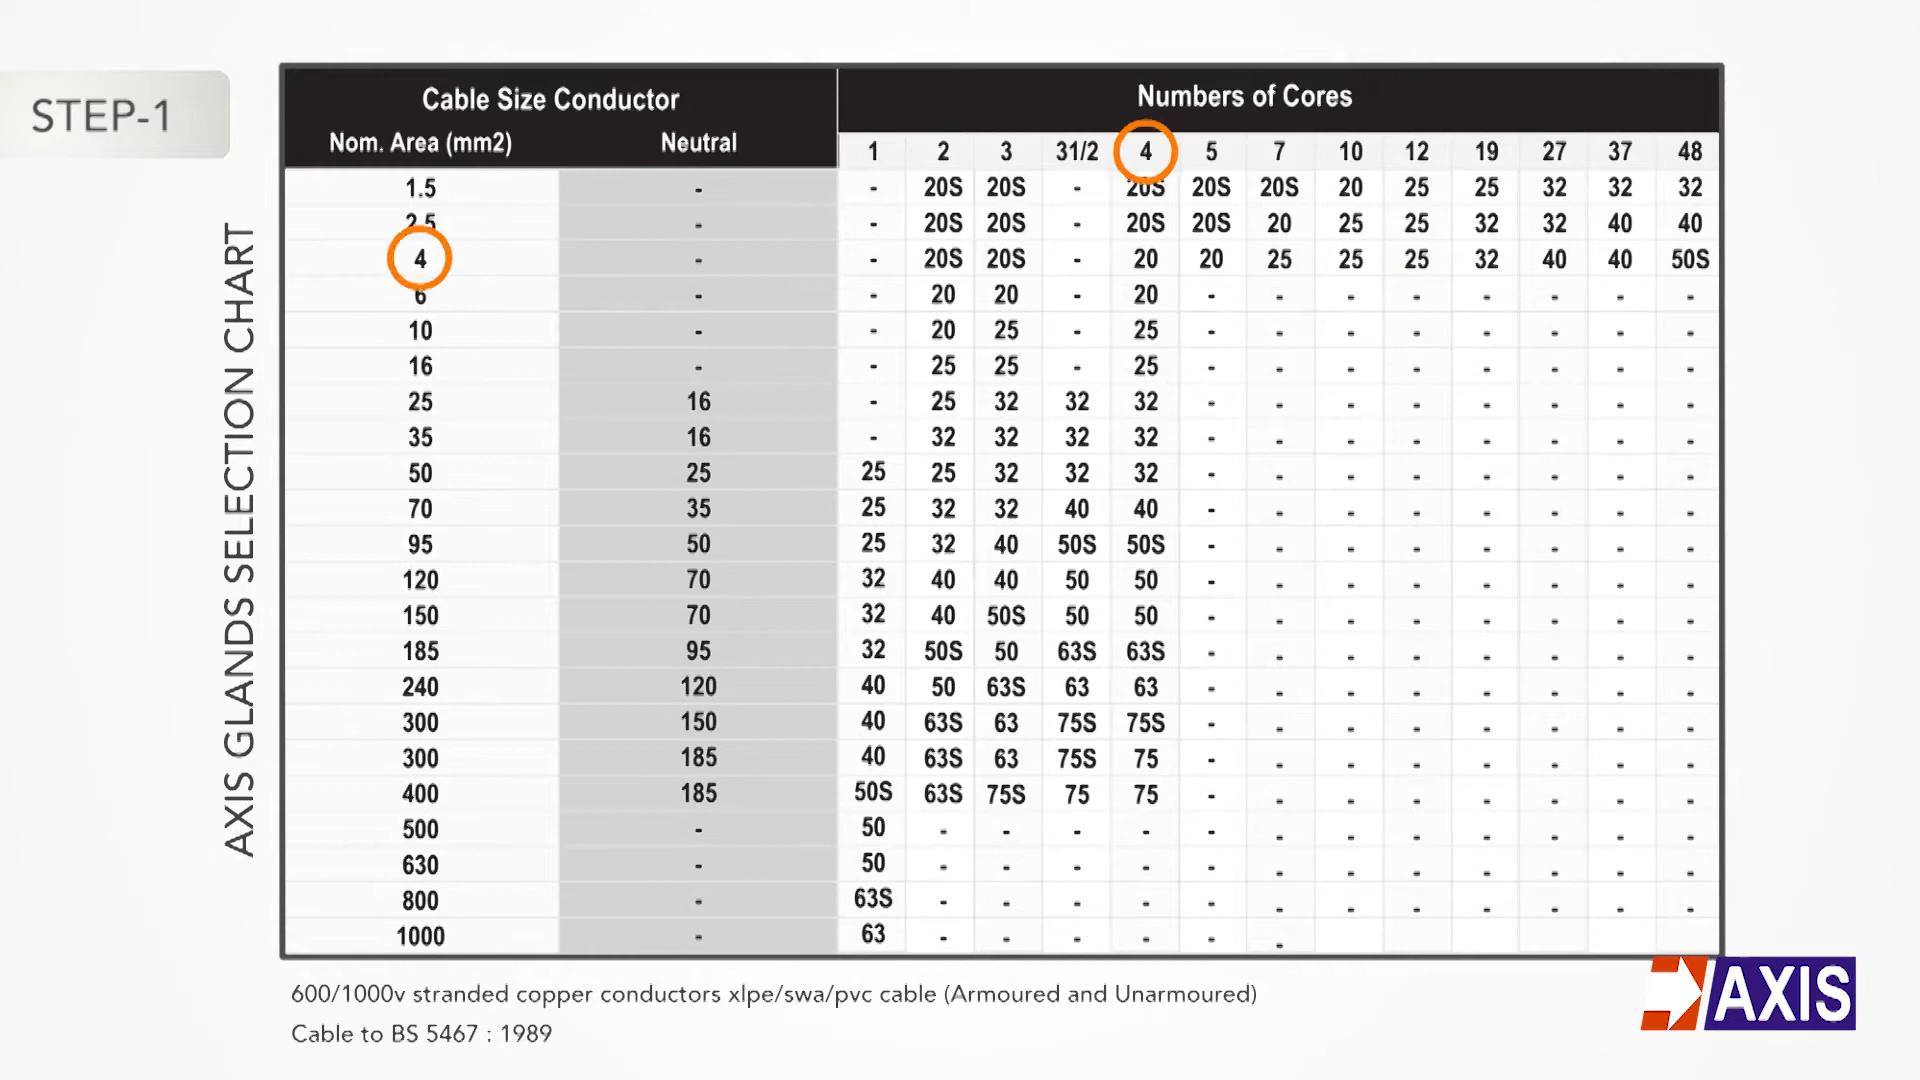 STEP-1
AXIS GLANDS SELECTION CHART
Cable Size Conductor Numbers of Cores
Nom. Area (mm2) Neutral
1 2 3 31/2 4 5 7 10 12 19 27 37 48
1.5 - - 20S 20S - 20S 20S 20S 20 25 25 32 32 32
2.5 - - 20S 20S - 20S 20S 20 25 25 32 32 40 40
4 - - 20S 20S - 20 20 25 25 25 32 40 40 50S
6 - - 20 20 - 20 - - - - - - - -
10 - - 20 25 - 25 - - - - - - - -
16 - - 25 25 - 25 - - - - - - - -
25 16 - 25 32 32 32 - - - - - - - -
35 16 - 32 32 32 32 - - - - - - - -
50 25 25 25 32 32 32 - - - - - - - -
70 35 25 32 32 40 40 - - - - - - - -
95 50 25 32 40 50S 50S - - - - - - - -
120 70 32 40 40 50 50 - - - - - - - -
150 70 32 40 50S 50 50 - - - - - - - -
185 95 32 50S 50 63S 63S - - - - - - - -
240 120 40 50 63S 63 63 - - - - - - - -
300 150 40 63S 63 75S 75S - - - - - - - -
300 185 40 63S 63 75S 75 - - - - - - - -
400 185 50S 63S 75S 75 75 - - - - - - - -
500 - 50 - - - - - - - - - - - -
630 - 50 - - - - - - - - - - - -
800 - 63S - - - - - - - - - - - -
1000 - 63 - - - - - -
600/1000v stranded copper conductors xlpe/swa/pvc cable (Armoured and Unarmoured)
Cable to BS 5467 : 1989
AXIS